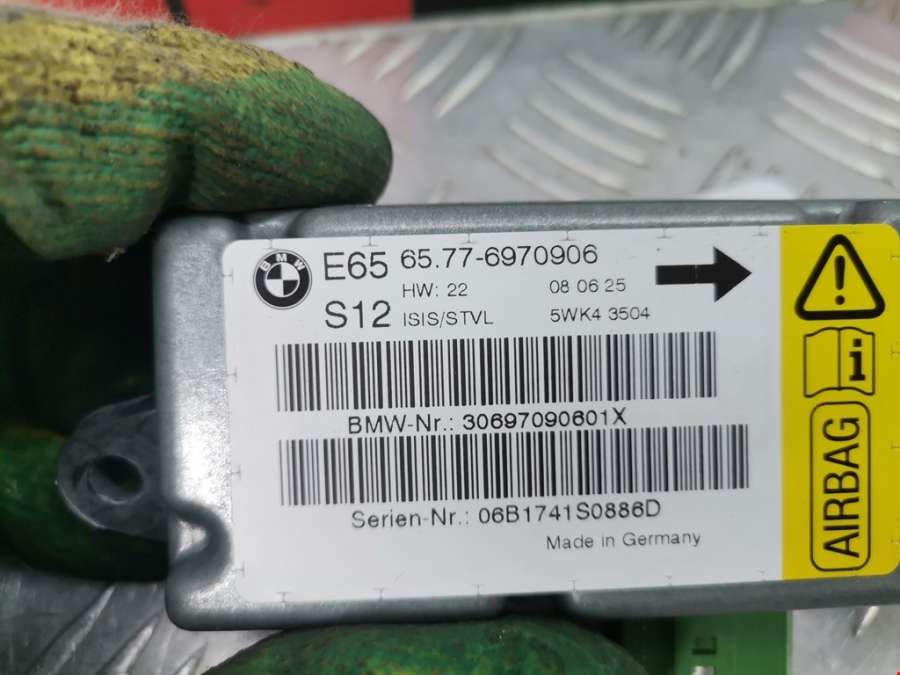 BMW
E65 65.77-6970906
HW: 22 08 06 25
S12 ISIS/STVL 5WK4 3504
BMW-Nr.: 30697090601X
Serien-Nr.: 06B1741S0886D
Made in Germany
i
AIRBAG